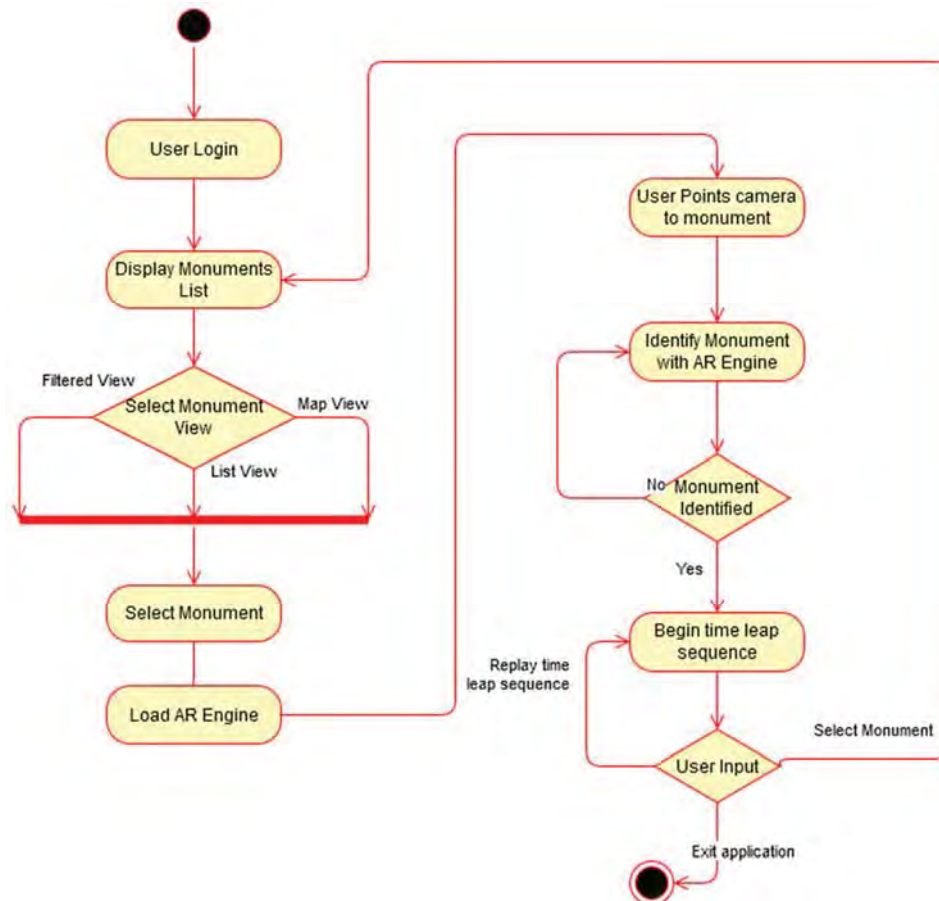 User Login
Display Monuments
List
Filtered View
Select Monument
View
Map View
List View
Select Monument
Load AR Engine
User Points camera
to monument
Identify Monument
with AR Engine
No
Monument
Identified
Yes
Begin time leap
sequence
Replay time
leap sequence
User Input
Select Monument
Exit application